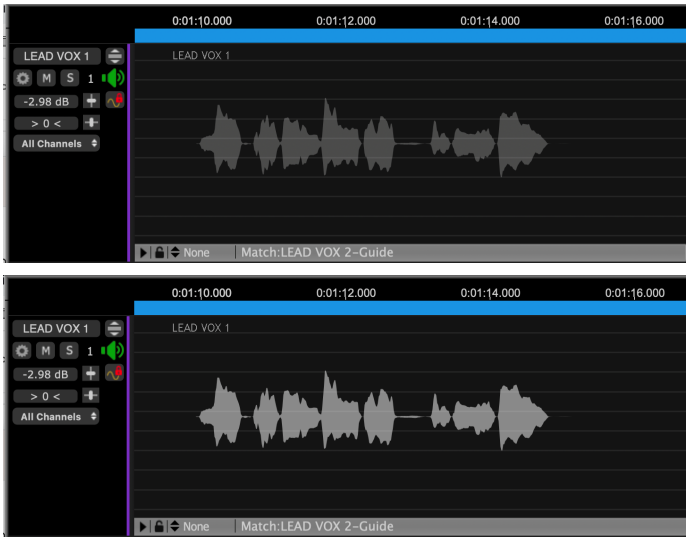 0:01:10.000 0:01:12.000 0:01:14.000 0:01:16.000
LEAD VOX 1 LEAD VOX 1
M S 1
-2.98 dB
> 0 <
All Channels
None Match:LEAD VOX 2-Guide
0:01:10.000 0:01:12.000 0:01:14.000 0:01:16.000
LEAD VOX 1 LEAD VOX 1
M S 1
-2.98 dB
> 0 <
All Channels
None Match:LEAD VOX 2-Guide